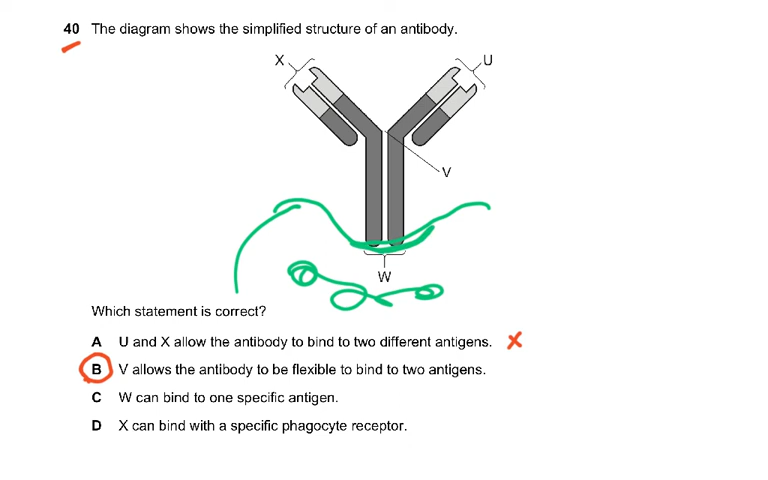 40 The diagram shows the simplified structure of an antibody.
X
U
V
W
Which statement is correct?
A U and X allow the antibody to bind to two different antigens. X
B V allows the antibody to be flexible to bind to two antigens.
C W can bind to one specific antigen.
D X can bind with a specific phagocyte receptor.